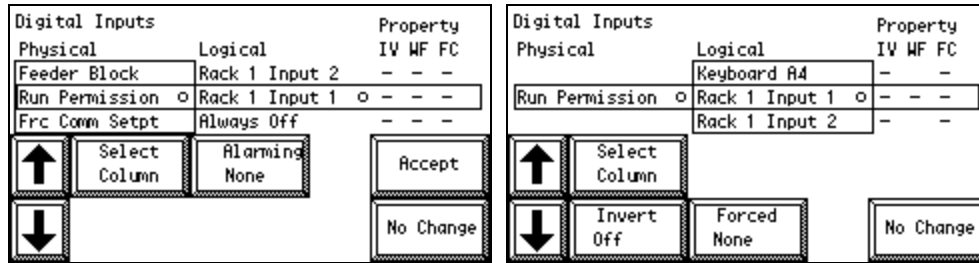 Digital Inputs Property
Physical Logical IV WF FC
Feeder Block Rack 1 Input 2 - - -
Run Permission o Rack 1 Input 1 o - - -
Frc Comm Setpt Always Off - - -
Select Column
Alarming None
Accept
No Change
Digital Inputs Property
Physical Logical IV WF FC
Keyboard A4 - -
Run Permission o Rack 1 Input 1 o - - -
Rack 1 Input 2 - -
Select Column
Invert Off
Forced None
No Change